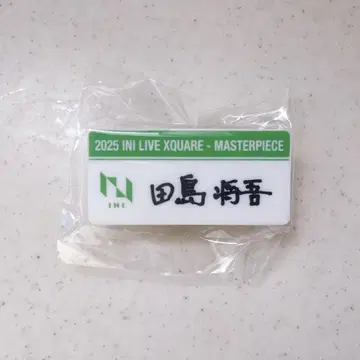 2025 INI LIVE XQUARE - MASTERPIECE
INI
田島 将吾